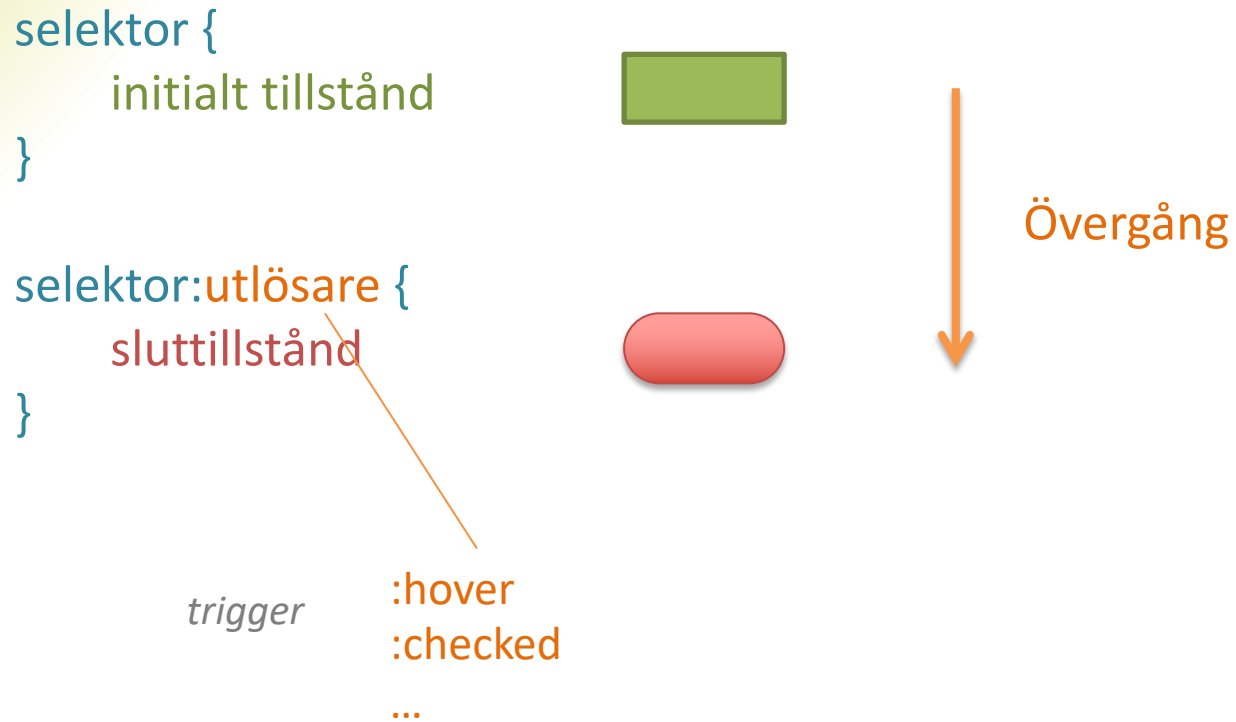 selektor {
initialt tillstånd
}
Övergång
selektor:utlösare {
sluttillstånd
}
trigger
:hover
:checked
...